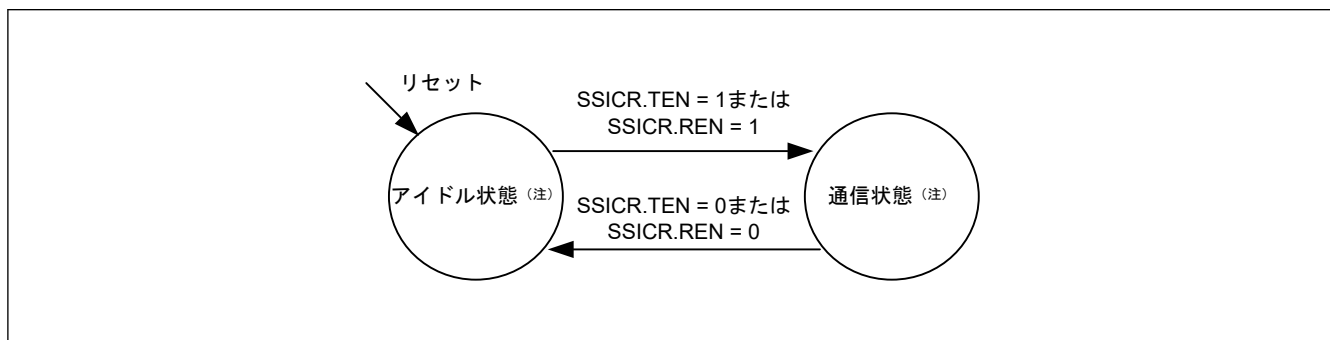 リセット
SSICR.TEN = 1または
SSICR.REN = 1
アイドル状態（注）
通信状態（注）
SSICR.TEN = 0または
SSICR.REN = 0